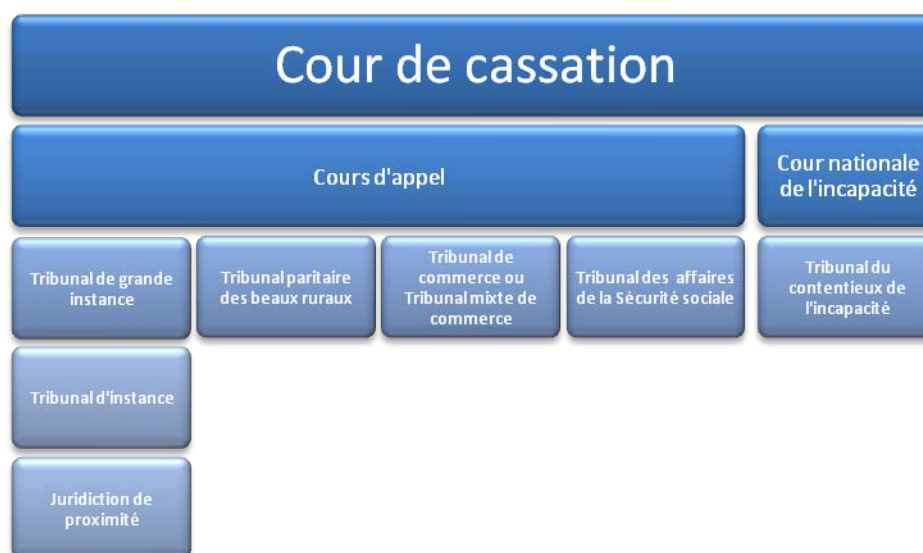 Cour de cassation
Cours d'appel
Cour nationale
de l'incapacité
Tribunal de grande
instance
Tribunal paritaire
des beaux ruraux
Tribunal de
commerce ou
Tribunal mixte de
commerce
Tribunal des affaires
de la Sécurité sociale
Tribunal du
contentieux de
l'incapacité
Tribunal d'instance
Juridiction de
proximité